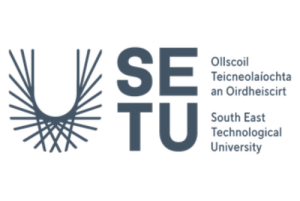 SE
TU
Ollscoil
Teicneolaíochta
an Oirdheiscirt
South East
Technological
University